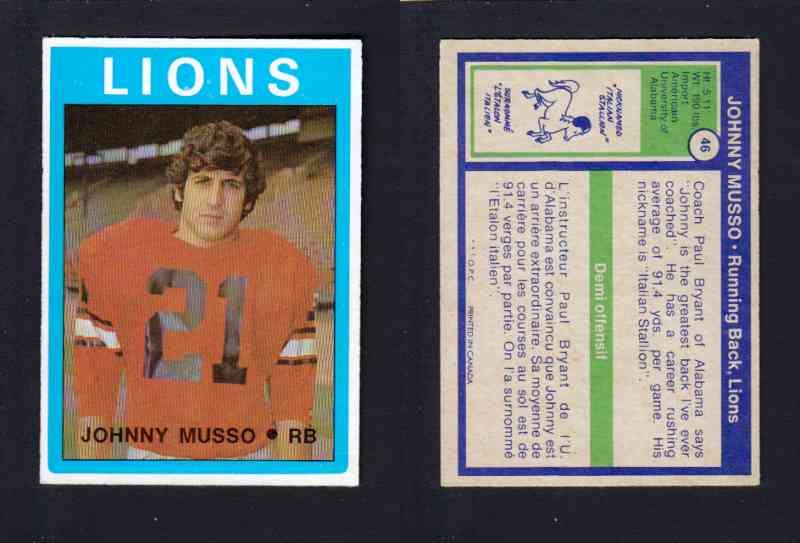 LIONS
21
JOHNNY MUSSO • RB
JOHNNY MUSSO • Running Back, Lions
46
Ht. 5.11
Wt. 190 lbs
Import
Américain
University of
Alabama
NICKNAMED
"ITALIAN
STALLION"
SURNOMMÉ
"L'ÉTALON
ITALIEN"
Coach Paul Bryant of Alabama says
"Johnny is the greatest back I've ever
coached". He has a career rushing
average of 91.4 yds. per game. His
nickname is "Italian Stallion".
Demi offensif
L'instructeur Paul Bryant de l'U.
d'Alabama est convaincu que Johnny est
un arrière extraordinaire. Sa moyenne de
carrière pour les courses au sol est de
91.4 verges par partie. On l'a surnommé
"l'Etalon italien".
O.P.C. PRINTED IN CANADA